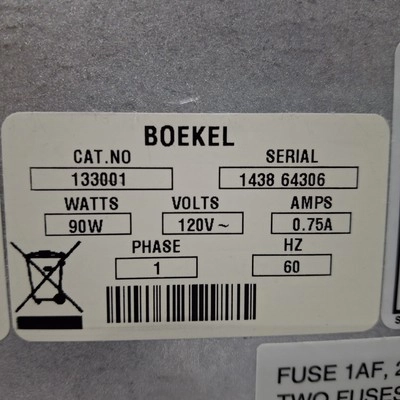 BOEKEL
CAT.NO SERIAL
133001 1438 64306
WATTS VOLTS AMPS
90W 120V~ 0.75A
PHASE HZ
1 60
FUSE 1AF, 2
TWO FUSES